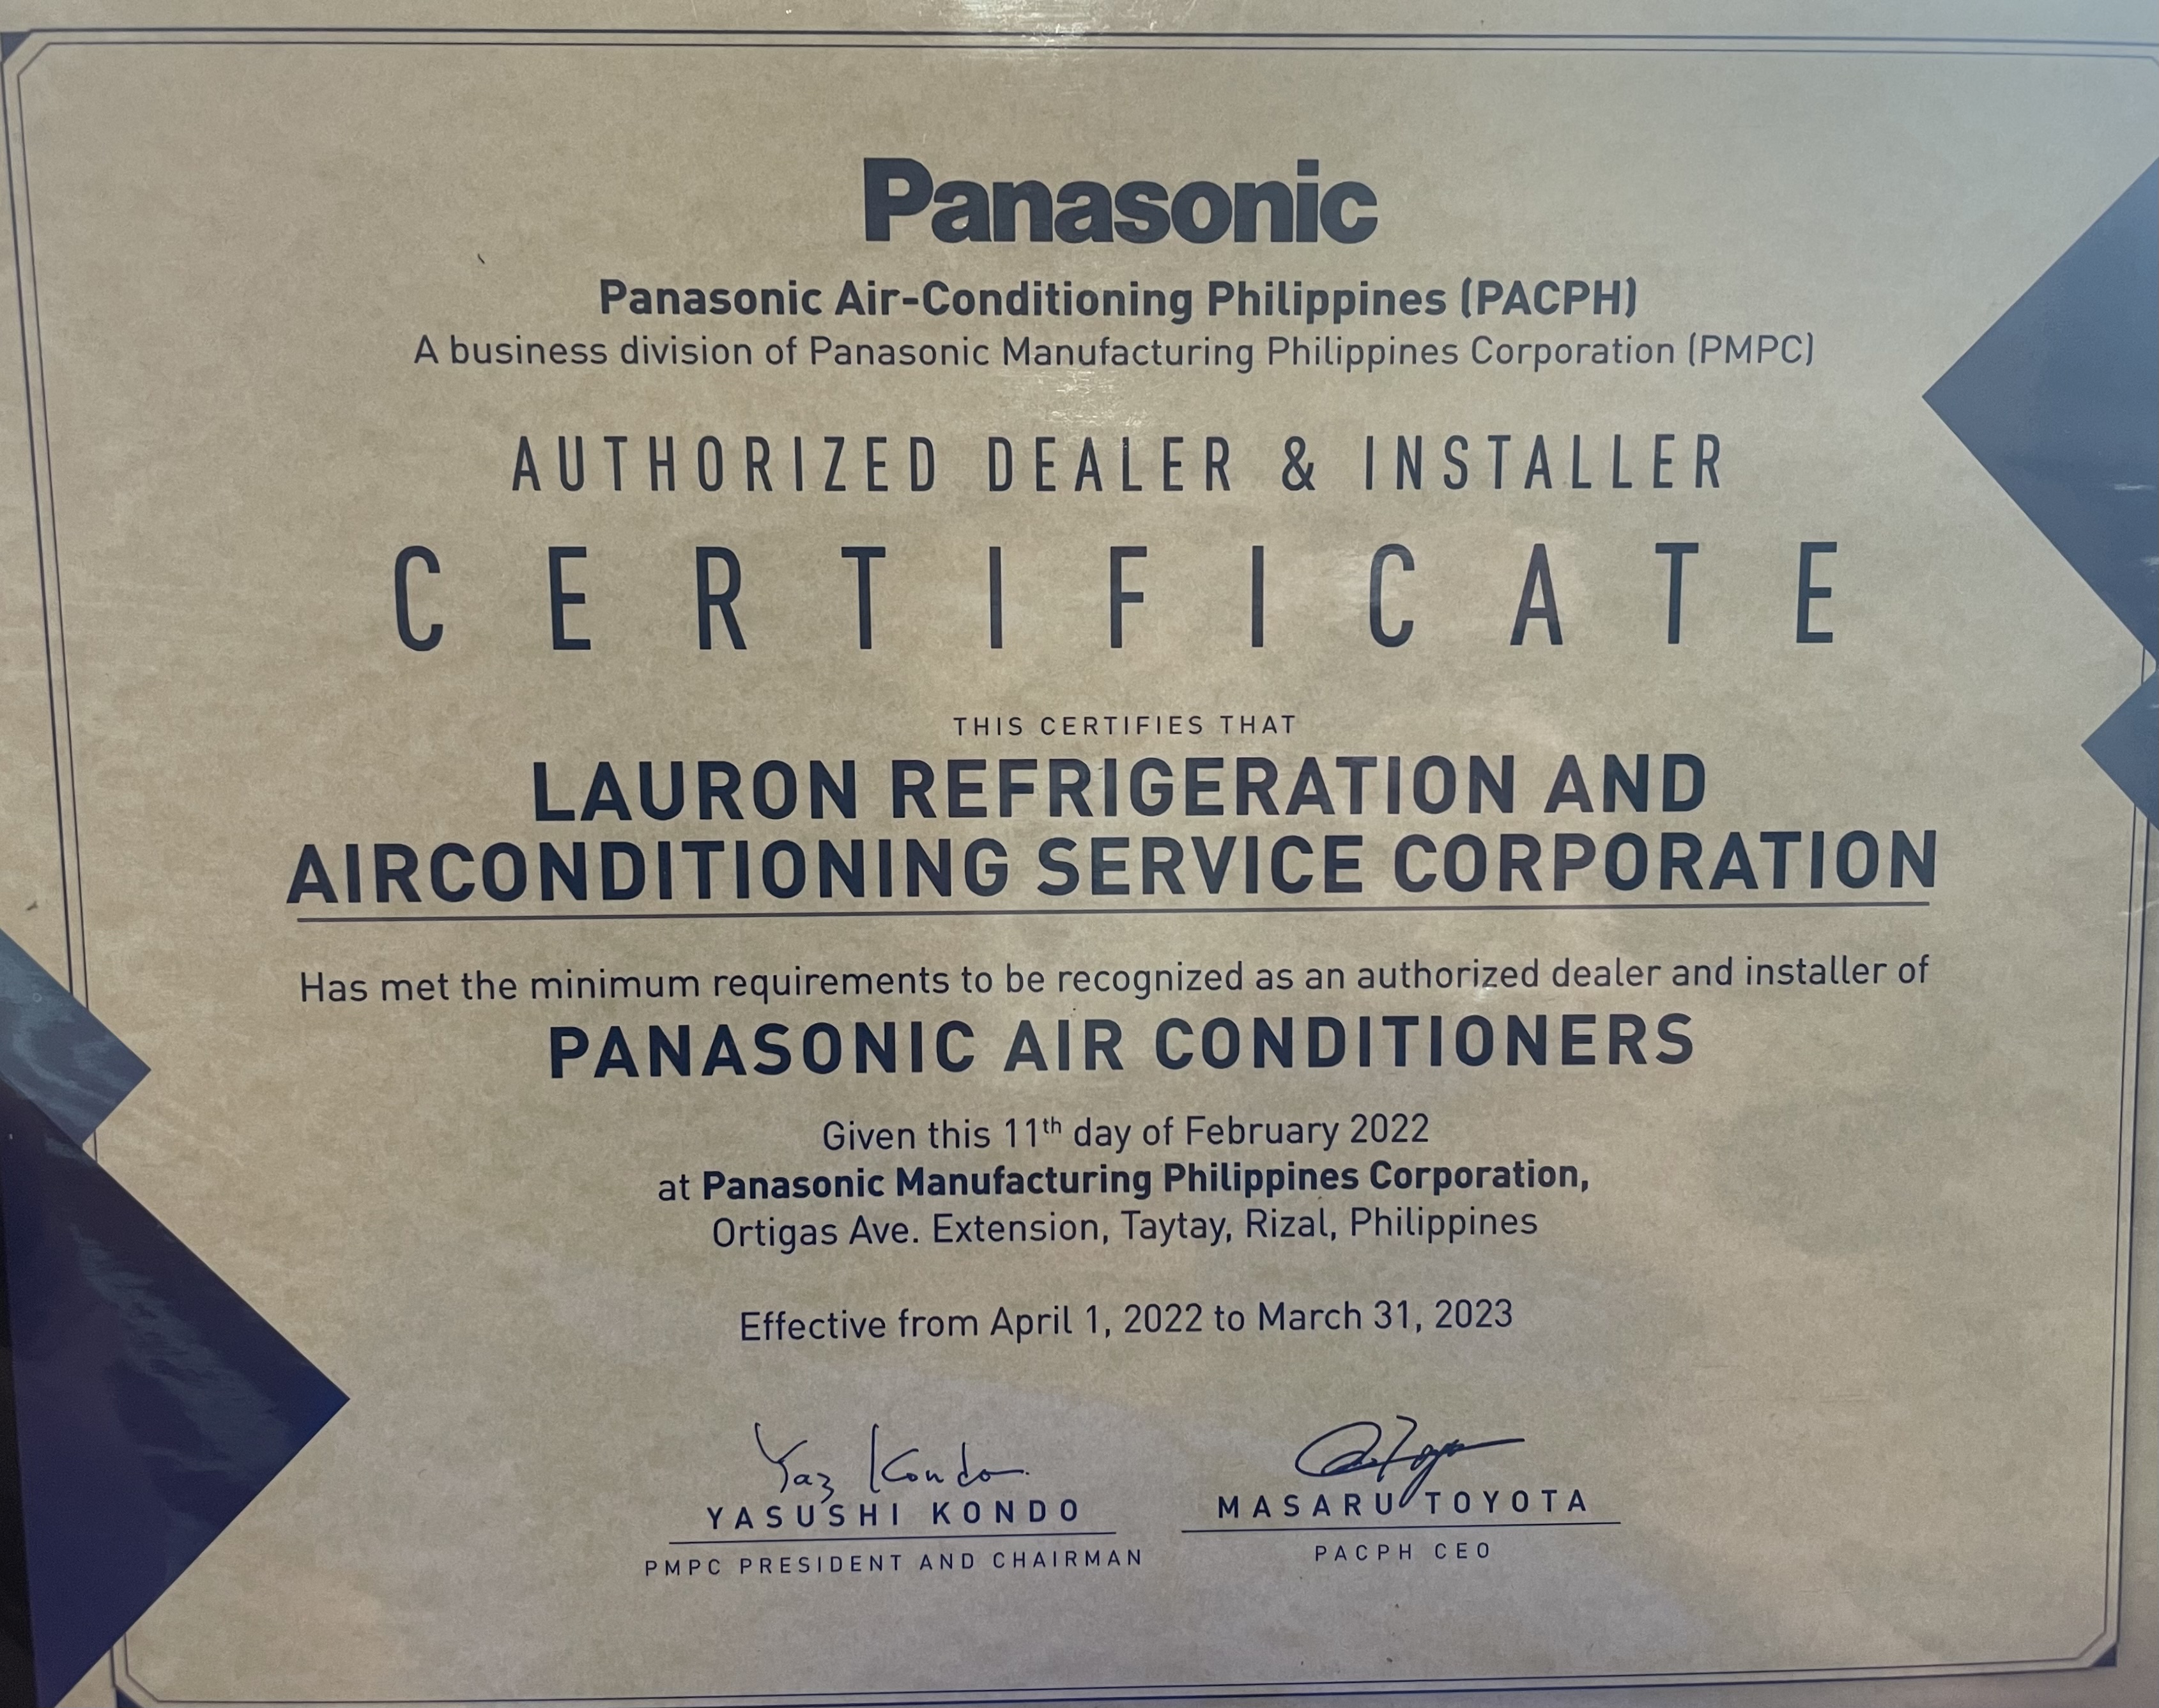 Panasonic
Panasonic Air-Conditioning Philippines (PACPH)
A business division of Panasonic Manufacturing Philippines Corporation (PMPC)
AUTHORIZED DEALER & INSTALLER
CERTIFICATE
THIS CERTIFIES THAT
LAURON REFRIGERATION AND
AIRCONDITIONING SERVICE CORPORATION
Has met the minimum requirements to be recognized as an authorized dealer and installer of
PANASONIC AIR CONDITIONERS
Given this 11th day of February 2022
at Panasonic Manufacturing Philippines Corporation,
Ortigas Ave. Extension, Taytay, Rizal, Philippines
Effective from April 1, 2022 to March 31, 2023
Yaz Kondo
YASUSHI KONDO
PMPC PRESIDENT AND CHAIRMAN
MASARU TOYOTA
PACPH CEO